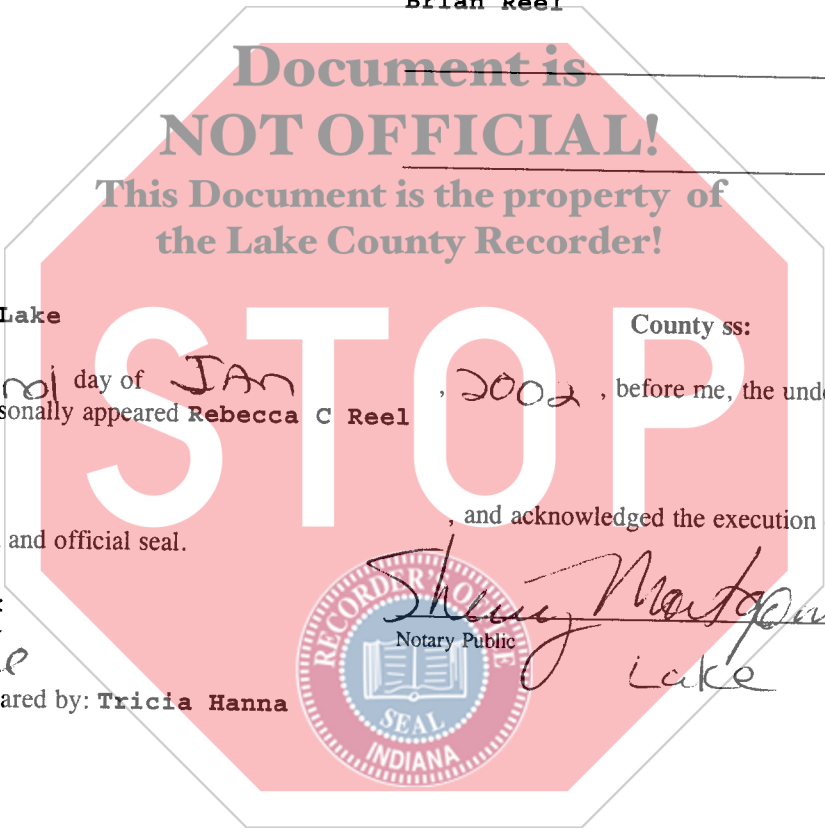 Brian Reel
Document is
NOT OFFICIAL!
This Document is the property of
the Lake County Recorder!
STOP
Lake
County ss:
day of JAN , 2002 , before me, the unde
sonally appeared Rebecca C Reel
, and acknowledged the execution
and official seal.
RECORDER'S OFFICE
SEAL
INDIANA
Notary Public
Lake
ared by: Tricia Hanna